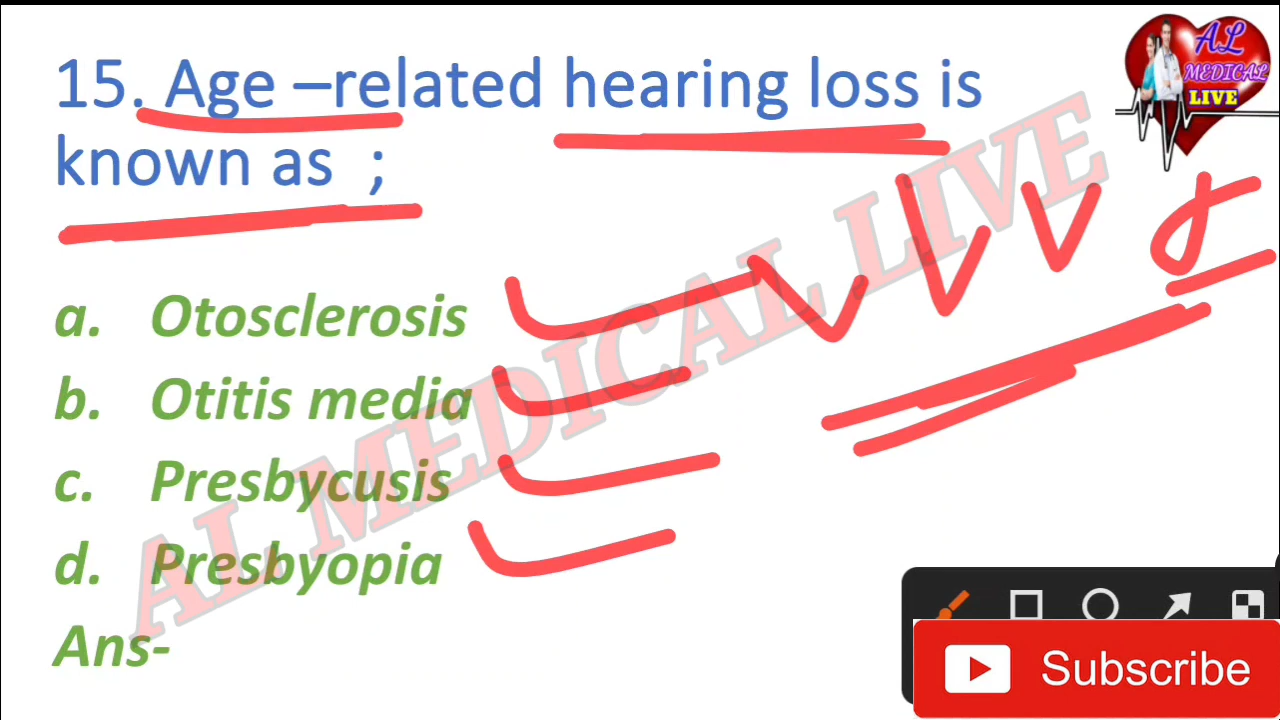 15. Age –related hearing loss is
known as ;
a. Otosclerosis
b. Otitis media
c. Presbycusis
d. Presbyopia
Ans-
AL MEDICAL LIVE
AL
MEDICAL
LIVE
Subscribe